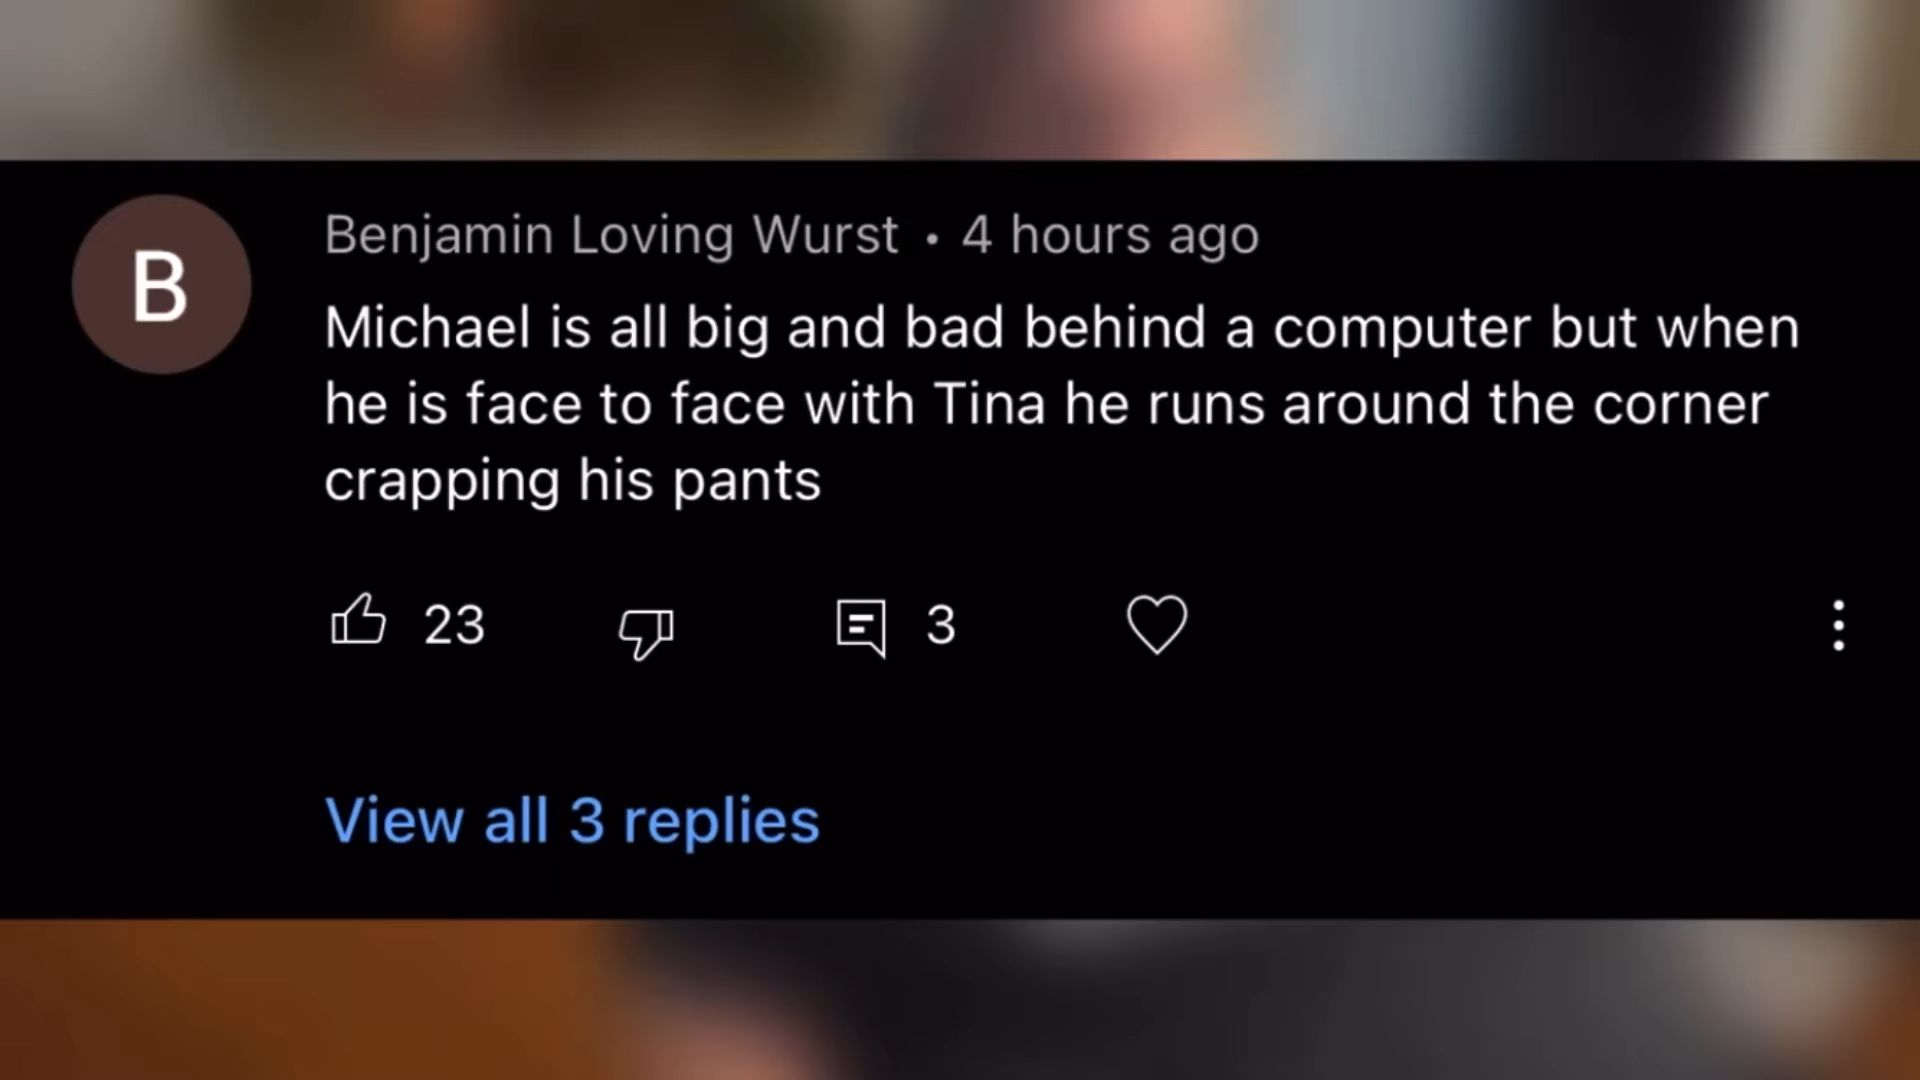 B
Benjamin Loving Wurst • 4 hours ago
Michael is all big and bad behind a computer but when
he is face to face with Tina he runs around the corner
crapping his pants
23
3
View all 3 replies